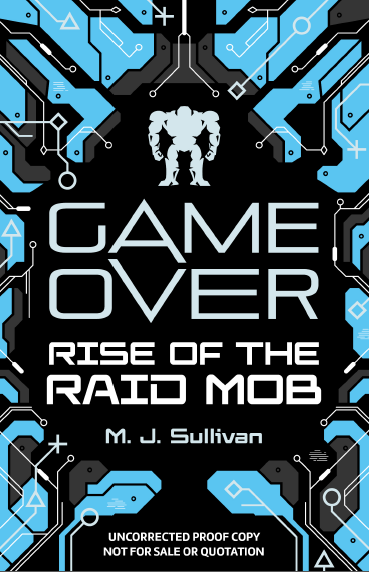 GAME
OVER
RISE OF THE
RAID MOB
M. J. Sullivan
UNCORRECTED PROOF COPY
NOT FOR SALE OR QUOTATION